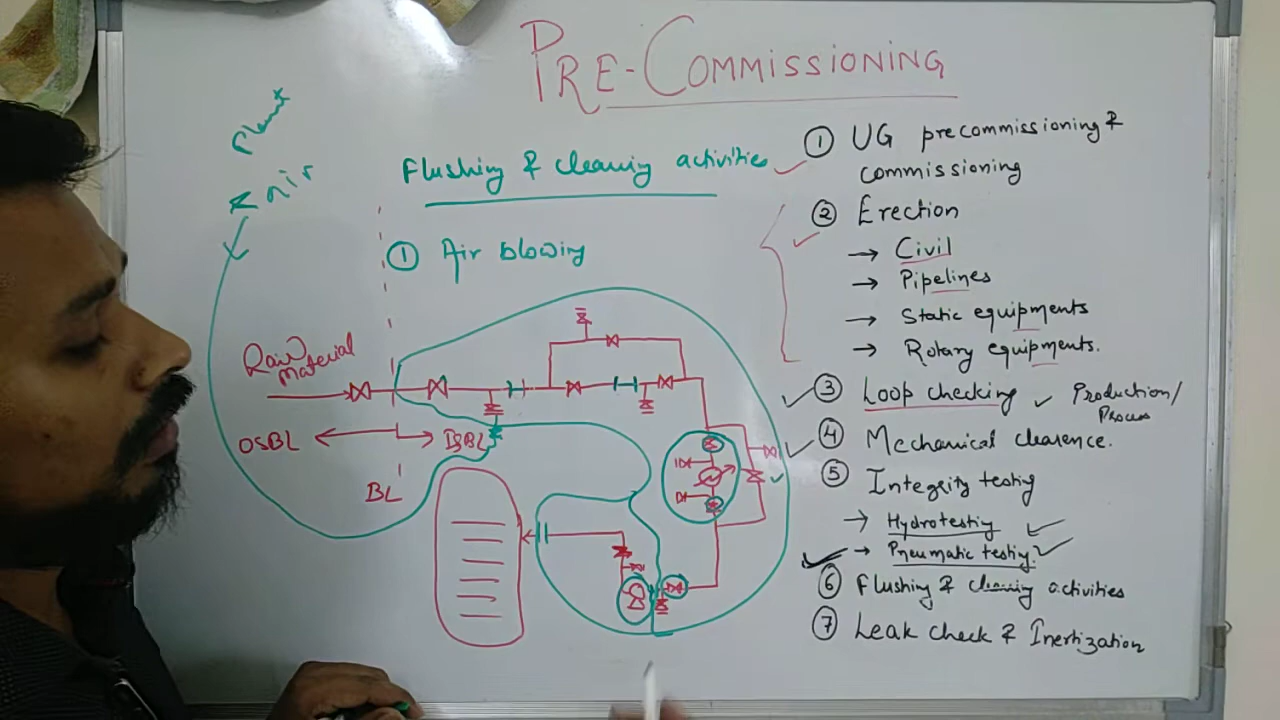 PRE-COMMISSIONING
Plant
air
Flushing & cleaning activities
① Air blowing
Raw
Material
OSBL
ISBL
BL
① UG precommissioning &
commissioning
② Erection
→ Civil
→ Pipelines
→ Static equipments
→ Rotary equipments.
③ Loop checking ✓ Production/
Process
④ Mechanical clearence.
⑤ Integrity testing
→ Hydrotesting ✓
→ Pneumatic testing ✓
⑥ Flushing & cleaning activities
⑦ Leak check & Inertization